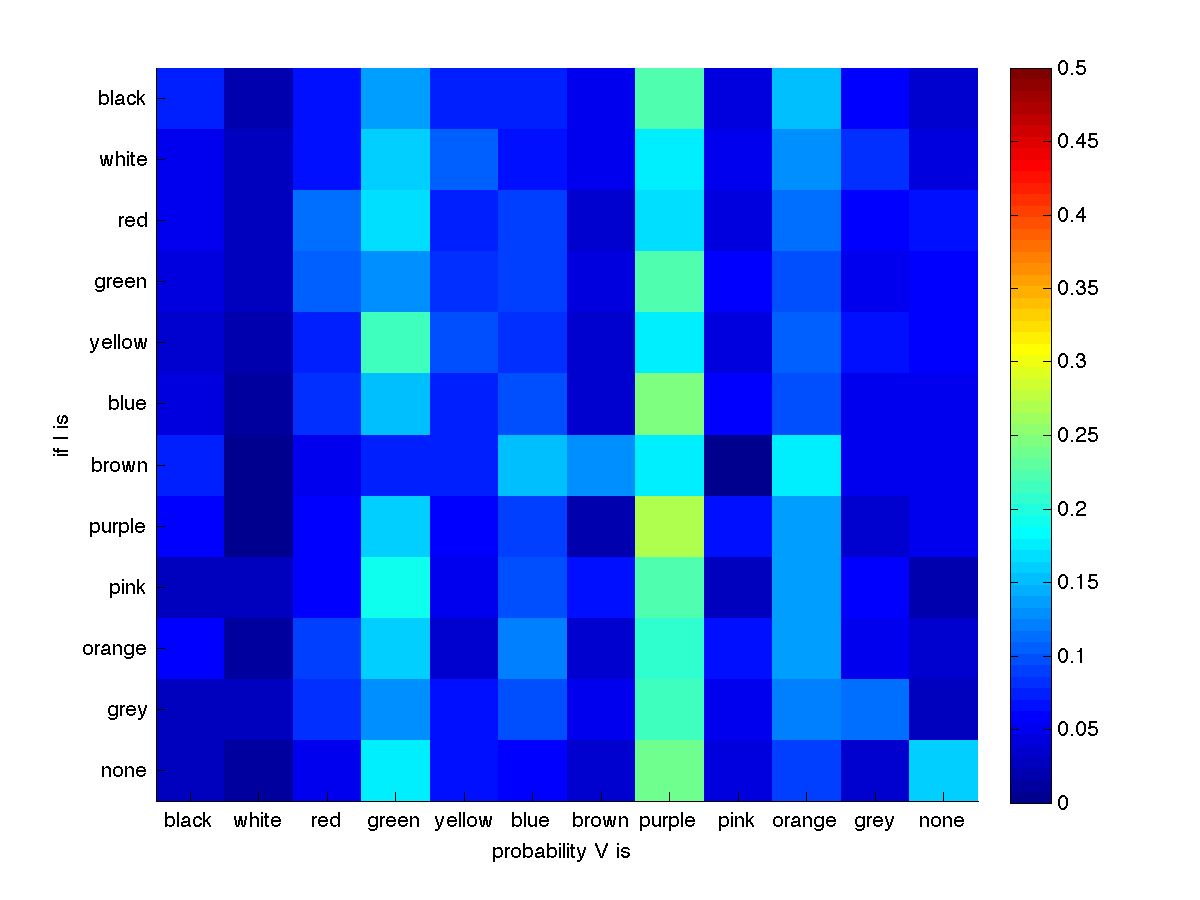 black
white
red
green
yellow
blue
brown
purple
pink
orange
grey
none
if I is
black white red green yellow blue brown purple pink orange grey none
probability V is
0.5
0.45
0.4
0.35
0.3
0.25
0.2
0.15
0.1
0.05
0